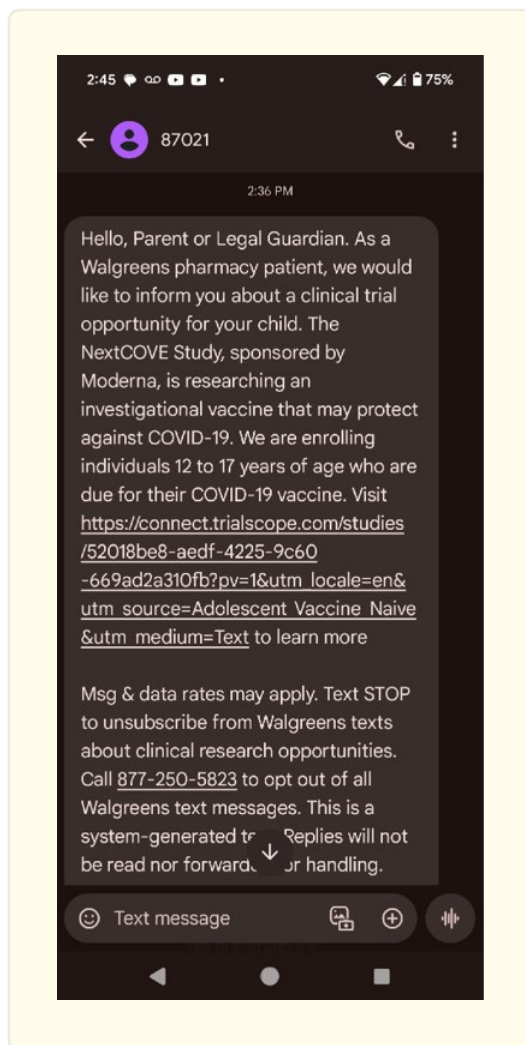 2:45
75%
87021
2:36 PM
Hello, Parent or Legal Guardian. As a
Walgreens pharmacy patient, we would
like to inform you about a clinical trial
opportunity for your child. The
NextCOVE Study, sponsored by
Moderna, is researching an
investigational vaccine that may protect
against COVID-19. We are enrolling
individuals 12 to 17 years of age who are
due for their COVID-19 vaccine. Visit
https://connect.trialscope.com/studies
/52018be8-aedf-4225-9c60
-669ad2a310fb?pv=1&utm_locale=en&
utm_source=Adolescent_Vaccine_Naive
&utm_medium=Text to learn more
Msg & data rates may apply. Text STOP
to unsubscribe from Walgreens texts
about clinical research opportunities.
Call 877-250-5823 to opt out of all
Walgreens text messages. This is a
system-generated Replies will not
be read nor handling.
Text message